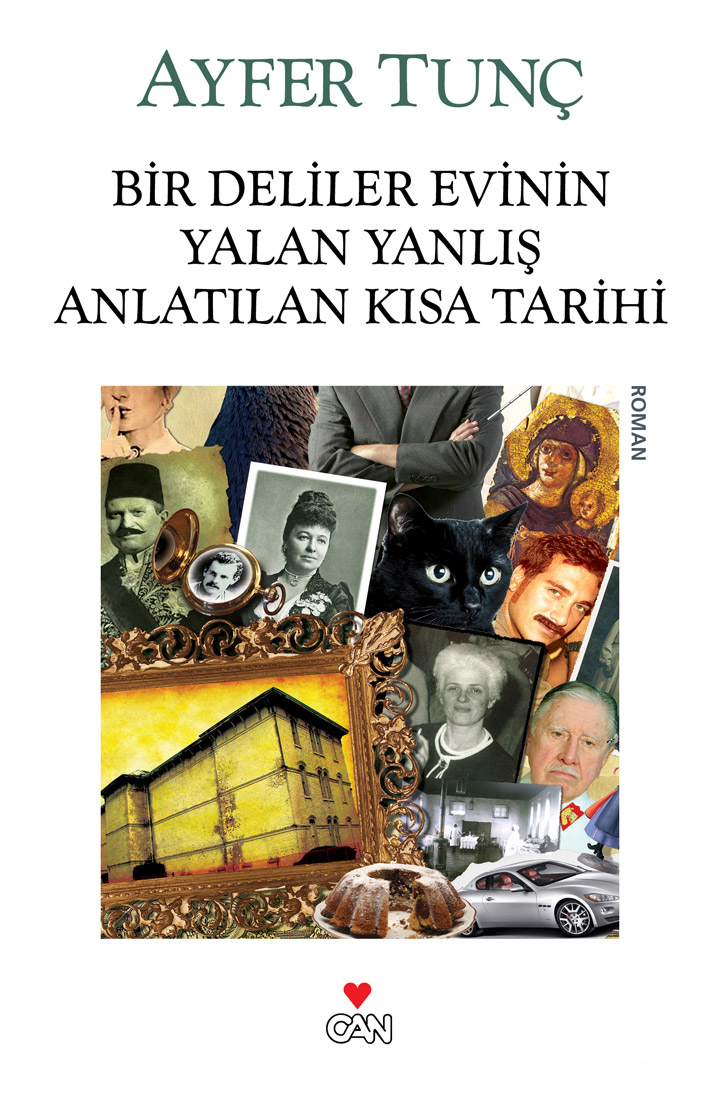 AYFER TUNÇ
BİR DELİLER EVİNİN
YALAN YANLIŞ
ANLATILAN KISA TARİHİ
ROMAN
CAN